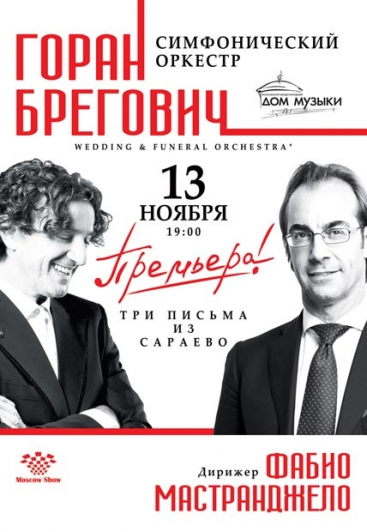 ГОРАН
БРЕГОВИЧ
СИМФОНИЧЕСКИЙ
ОРКЕСТР
ДОМ МУЗЫКИ
WEDDING & FUNERAL ORCHESTRA*
13
НОЯБРЯ
19:00
Премьера!
ТРИ ПИСЬМА
ИЗ
САРАЕВО
Moscow Show
Дирижер ФАБИО
МАСТРАНДЖЕЛО